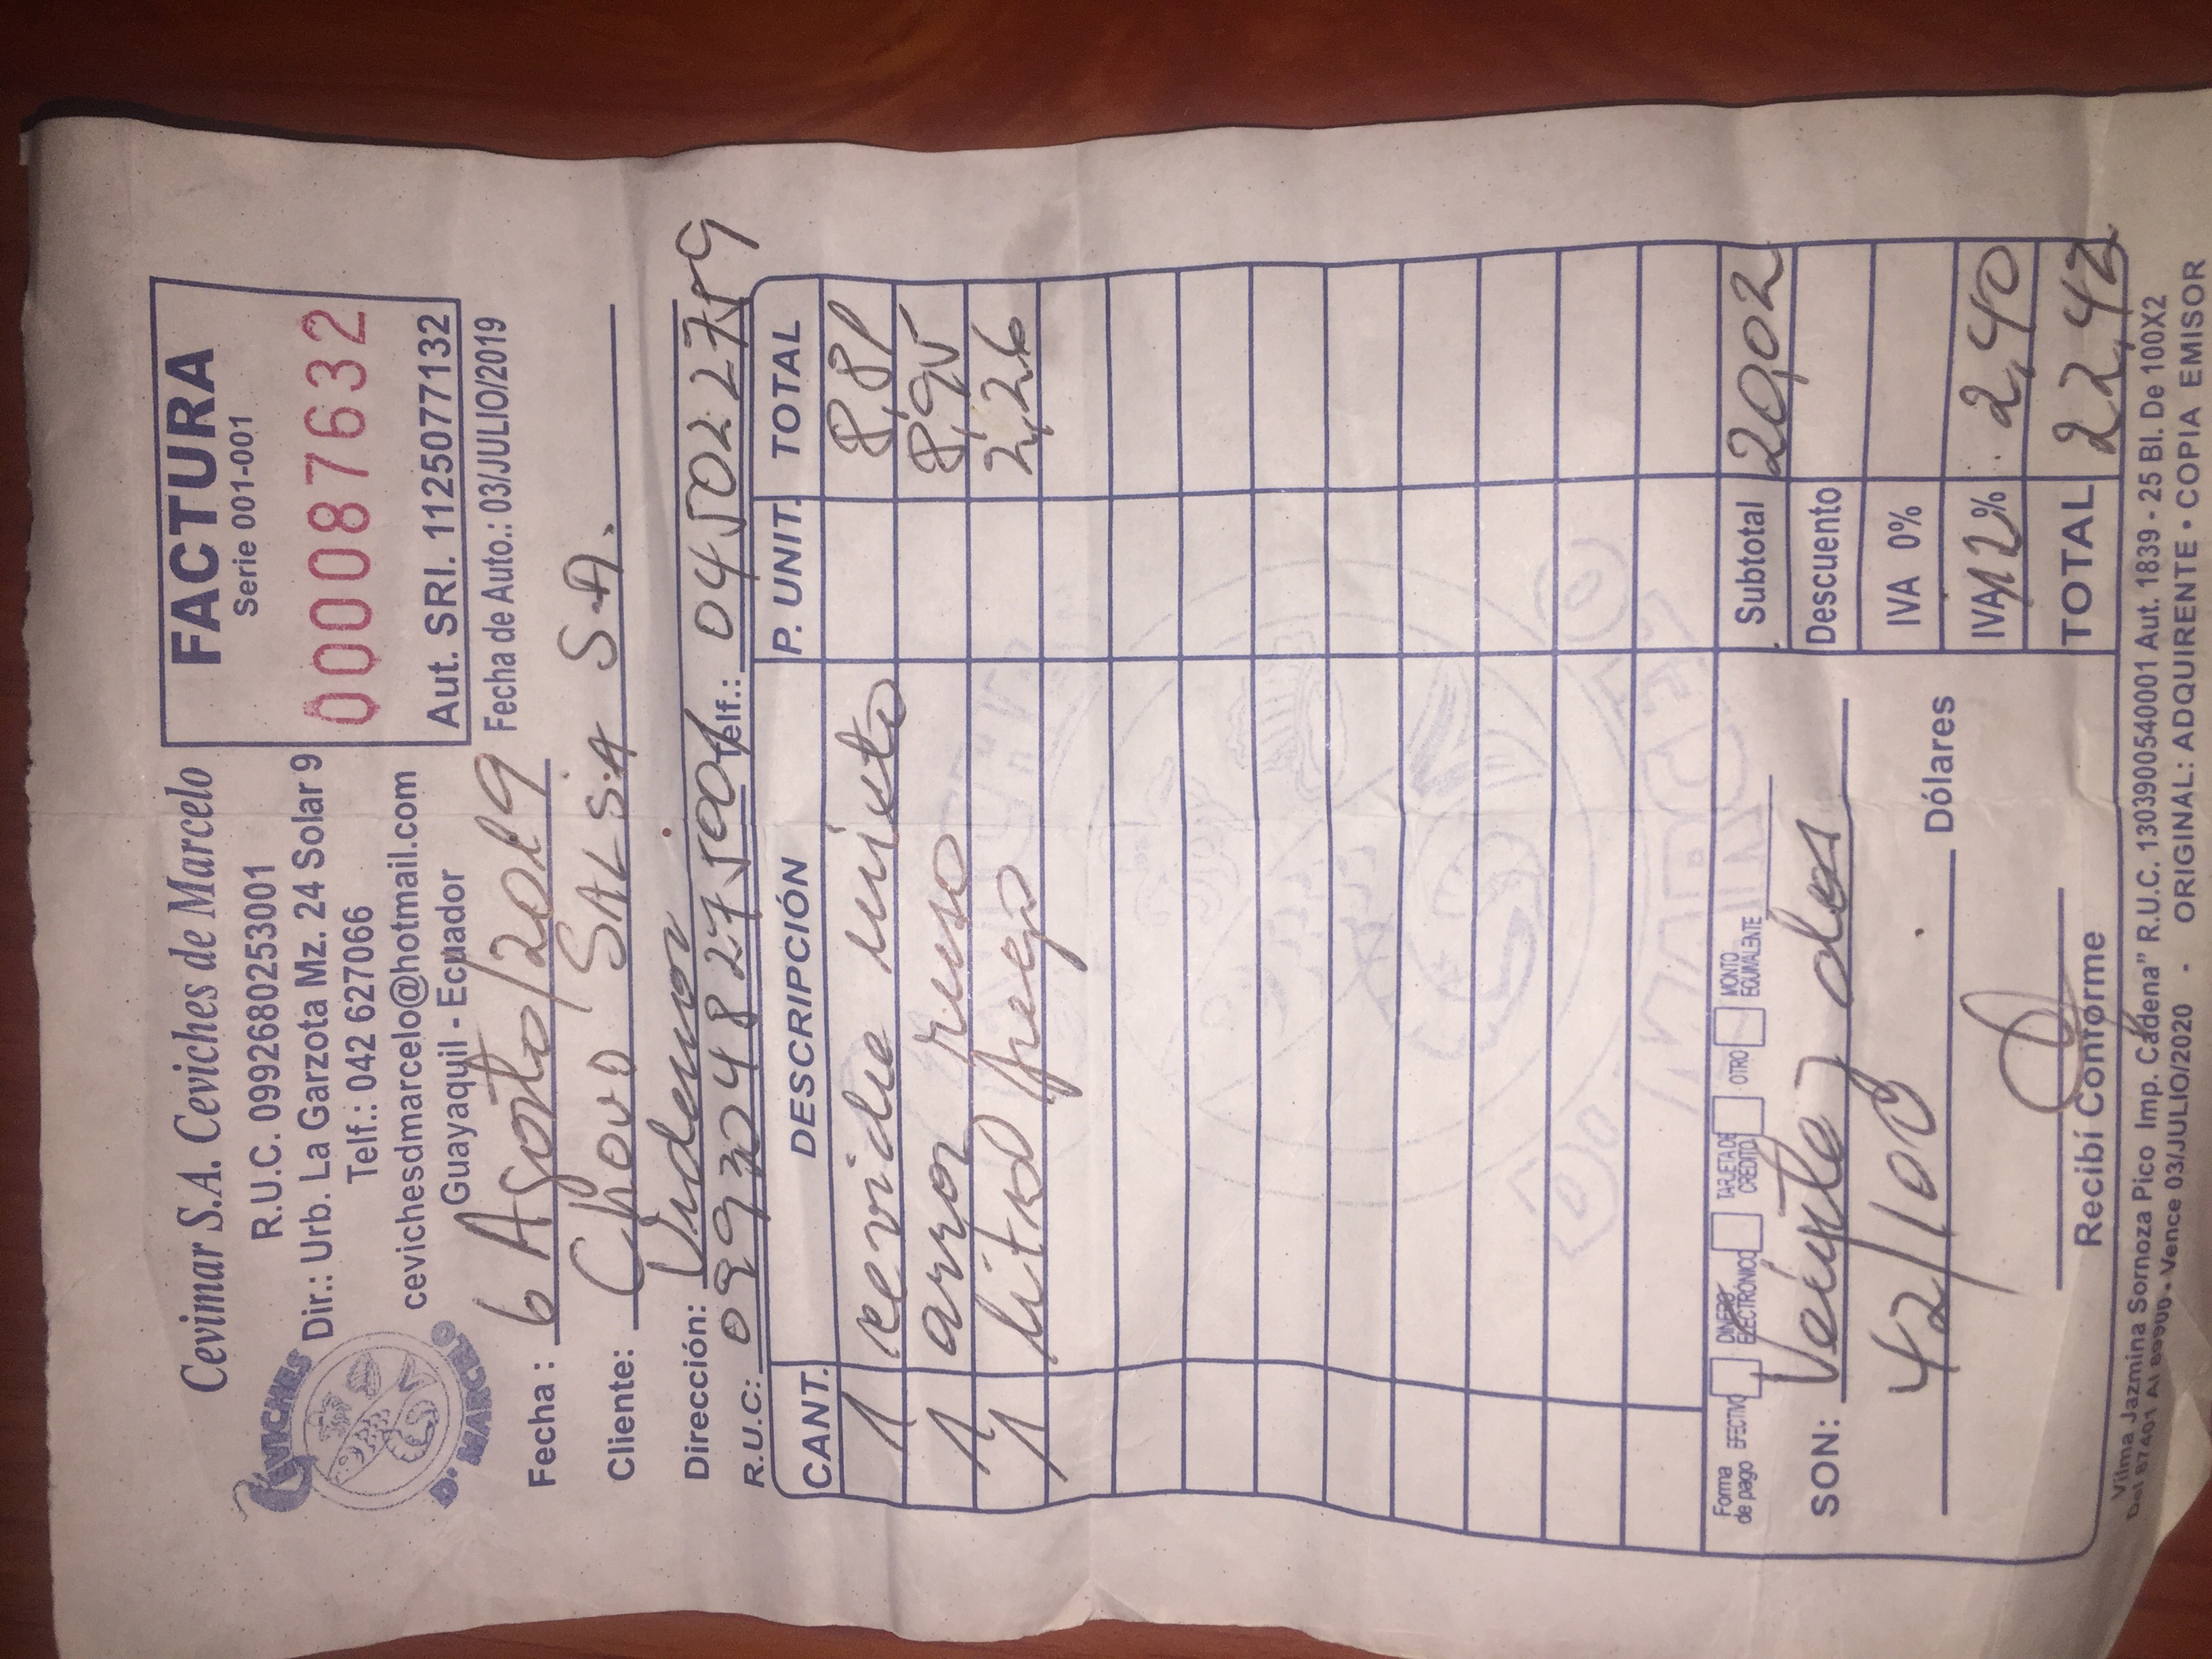 Cevimar S.A. Ceviches de Marcelo
R.U.C. 0992680253001
Dir.: Urb. La Garzota Mz. 24 Solar 9
Telf.: 042 627066
cevichesdmarcelo@hotmail.com
Guayaquil - Ecuador
CEVICHES
D' MARCELO
FACTURA
Serie 001-001
000087632
Aut. SRI. 1125077132
Fecha de Auto.: 03/JULIO/2019
Fecha : 6 Agosto/2019
Cliente: Chovo SALSA S.A.
Dirección:
R.U.C: 09932048275001 Telf.: 045022759
CANT. DESCRIPCIÓN P. UNIT. TOTAL
1 ceviche mixto 8,81
1 arroz ruso 8,95
1 litro fuego 2,26
Forma de pago EFECTIVO DINERO ELECTRÓNICO TARJETA DE CRÉDITO OTRO MONTO EQUIVALENTE
SON: Veinte y dos
42/100 Dólares
Recibí Conforme
Subtotal 20,02
Descuento
IVA 0%
IVA 12% 2,40
TOTAL 22,42
Vilma Jazmina Sornoza Pico Imp. Cadena" R.U.C. 1303900540001 Aut. 1839 - 25 Bl. De 100X2
Del 87401 Al 89900 - Vence 03/JULIO/2020 - ORIGINAL: ADQUIRENTE • COPIA EMISOR